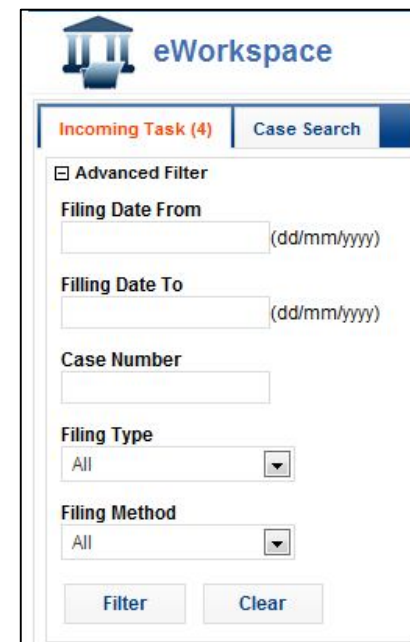 eWorkspace
Incoming Task (4) Case Search
Advanced Filter
Filing Date From
(dd/mm/yyyy)
Filling Date To
(dd/mm/yyyy)
Case Number
Filing Type
All
Filing Method
All
Filter Clear